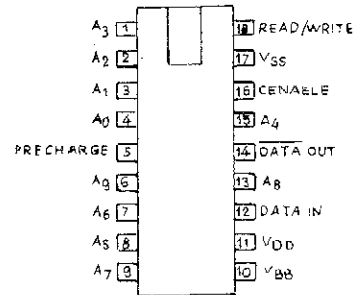 A3 1 18 READ/WRITE
A2 2 17 VSS
A1 3 16 CENABLE
A0 4 15 A4
PRECHARGE 5 14 DATA OUT
A9 6 13 A8
A6 7 12 DATA IN
A5 8 11 VDD
A7 9 10 VBB